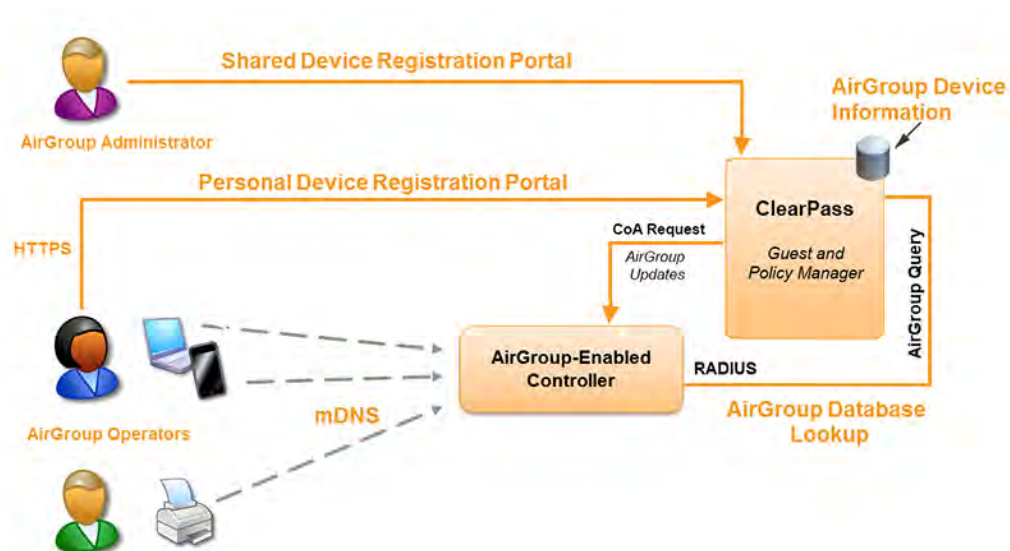 Shared Device Registration Portal
AirGroup Device
Information
AirGroup Administrator
Personal Device Registration Portal
ClearPass
HTTPS
CoA Request
AirGroup
Updates
Guest and
Policy Manager
AirGroup Query
AirGroup-Enabled
Controller
RADIUS
mDNS
AirGroup Database
Lookup
AirGroup Operators